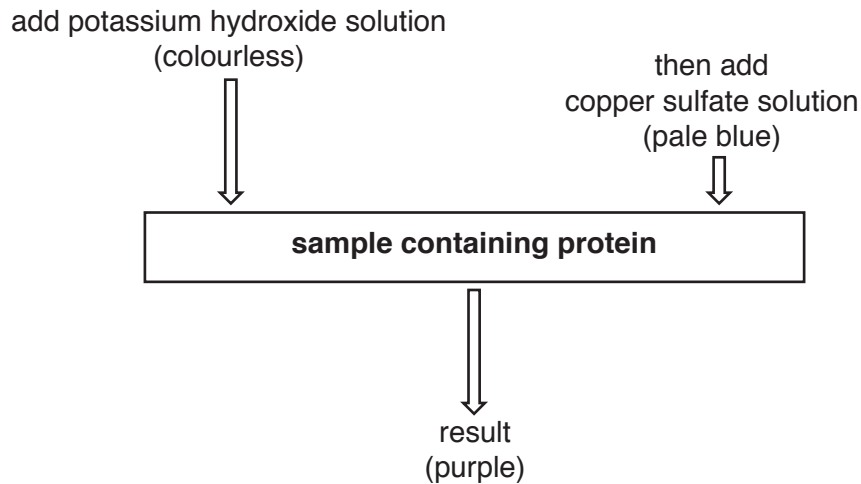 add potassium hydroxide solution
(colourless)
then add
copper sulfate solution
(pale blue)
sample containing protein
result
(purple)